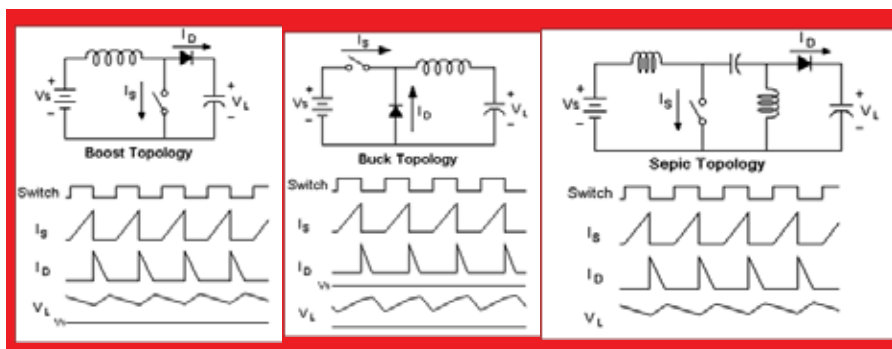 I D
+
Vs
−
I S
+
V L
−
Boost Topology
Switch
I S
I D
V L
Vs
I S
+
Vs
−
I D
+
V L
−
Buck Topology
Switch
I S
I D
Vs
V L
I D
+
Vs
−
I S
+
V L
−
Sepic Topology
Switch
I S
I D
V L